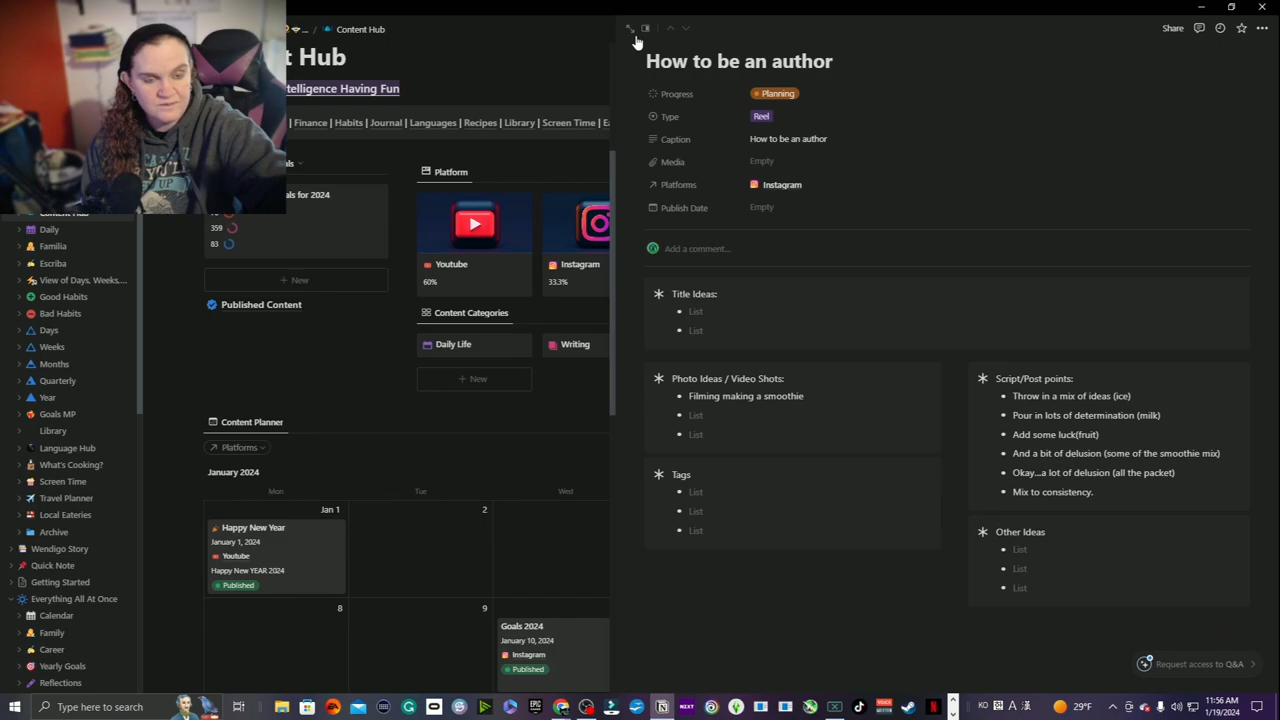 / Content Hub
t Hub
telligence Having Fun
| Finance | Habits | Journal | Languages | Recipes | Library | Screen Time | Ea
als for 2024
359
83
+ New
Published Content
Platform
Youtube
60%
Instagram
33.3%
Content Categories
Daily Life
Writing
+ New
Content Planner
Platforms
January 2024
Mon
Tue
Wed
Jan 1
2
Happy New Year
January 1, 2024
Youtube
Happy New YEAR 2024
Published
8
9
Goals 2024
January 10, 2024
Instagram
Published
Daily
Familia
Escriba
View of Days, Weeks,...
Good Habits
Bad Habits
Days
Weeks
Months
Quarterly
Year
Goals MP
Library
Language Hub
What's Cooking?
Screen Time
Travel Planner
Local Eateries
Archive
Wendigo Story
Quick Note
Getting Started
Everything All At Once
Calendar
Family
Career
Yearly Goals
Reflections
Share
How to be an author
Progress
Planning
Type
Reel
Caption
How to be an author
Media
Empty
Platforms
Instagram
Publish Date
Empty
Add a comment...
Title Ideas:
List
List
Photo Ideas / Video Shots:
Filming making a smoothie
List
List
Tags
List
List
List
Script/Post points:
Throw in a mix of ideas (ice)
Pour in lots of determination (milk)
Add some luck(fruit)
And a bit of delusion (some of the smoothie mix)
Okay...a lot of delusion (all the packet)
Mix to consistency.
Other Ideas
List
List
List
Request access to Q&A
Type here to search
29°F
11:56 AM
1/19/2024